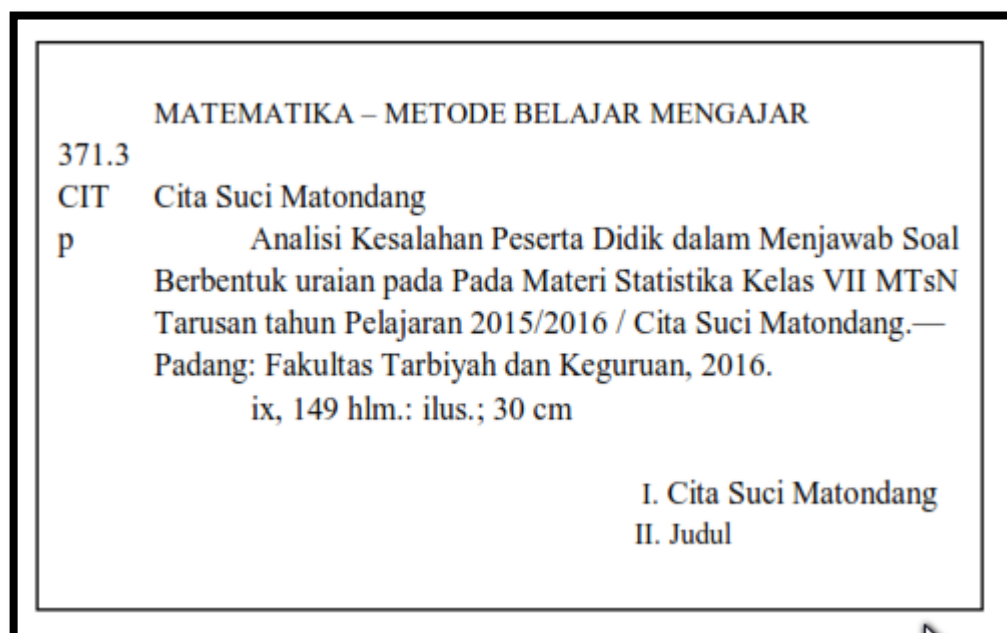 MATEMATIKA – METODE BELAJAR MENGAJAR
371.3
CIT Cita Suci Matondang
p Analisi Kesalahan Peserta Didik dalam Menjawab Soal
Berbentuk uraian pada Pada Materi Statistika Kelas VII MTsN
Tarusan tahun Pelajaran 2015/2016 / Cita Suci Matondang.—
Padang: Fakultas Tarbiyah dan Keguruan, 2016.
ix, 149 hlm.: ilus.; 30 cm
I. Cita Suci Matondang
II. Judul